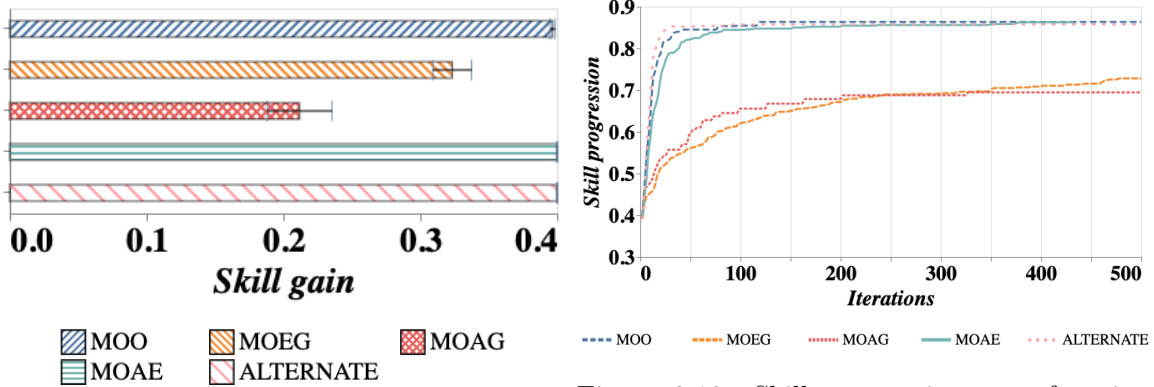 0.0 0.1 0.2 0.3 0.4
Skill gain
MOO MOEG MOAG
MOAE ALTERNATE
0.9
0.8
0.7
0.6
0.5
0.4
0.3
Skill progression
0 100 200 300 400 500
Iterations
MOO MOEG MOAG MOAE ALTERNATE